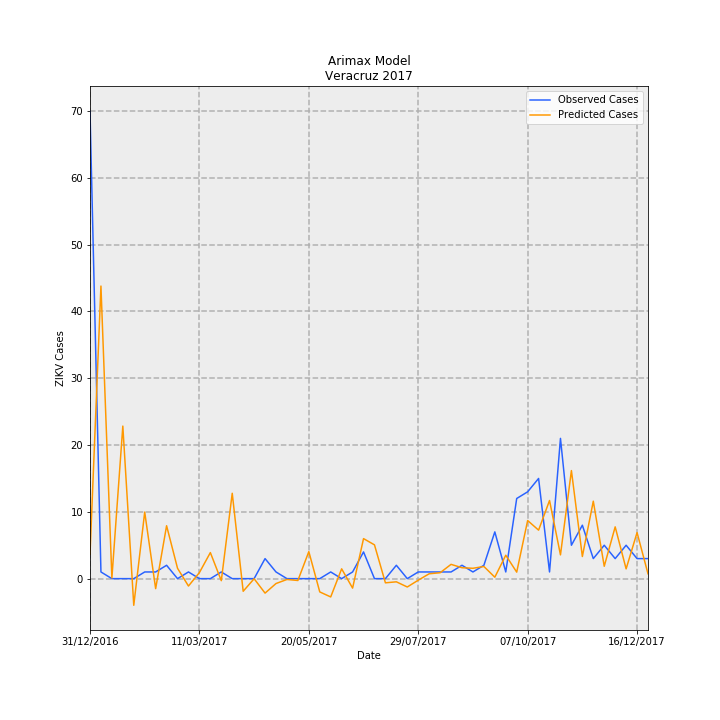 Arimax Model
Veracruz 2017
Observed Cases
Predicted Cases
70
60
50
40
30
20
10
0
ZIKV Cases
31/12/2016
11/03/2017
20/05/2017
29/07/2017
07/10/2017
16/12/2017
Date